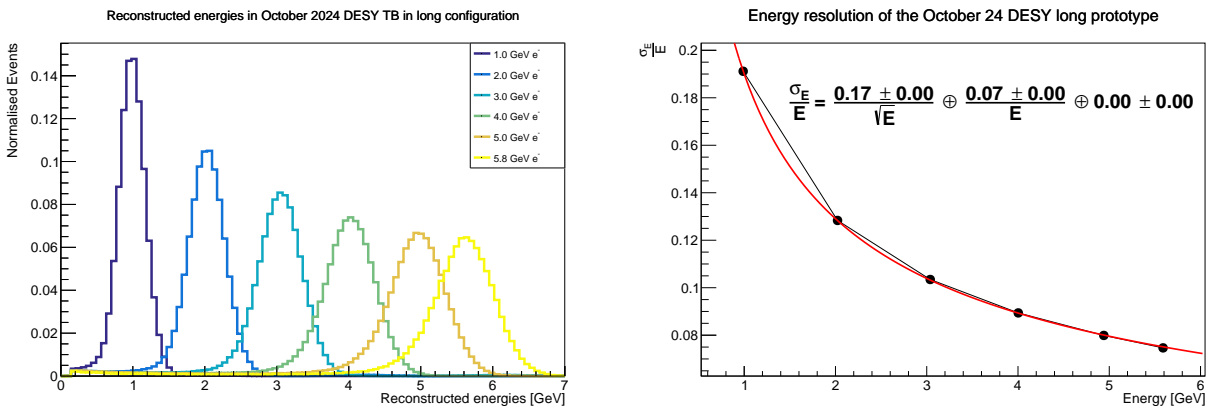 Reconstructed energies in October 2024 DESY TB in long configuration
Normalised Events
0.14
0.12
0.1
0.08
0.06
0.04
0.02
0
1.0 GeV e⁻
2.0 GeV e⁻
3.0 GeV e⁻
4.0 GeV e⁻
5.0 GeV e⁻
5.8 GeV e⁻
0 1 2 3 4 5 6 7
Reconstructed energies [GeV]
Energy resolution of the October 24 DESY long prototype
σ_E/E
0.2
0.18
0.16
0.14
0.12
0.1
0.08
σ_E/E = 0.17 ± 0.00/√E ⊕ 0.07 ± 0.00/E ⊕ 0.00 ± 0.00
1 2 3 4 5 6
Energy [GeV]